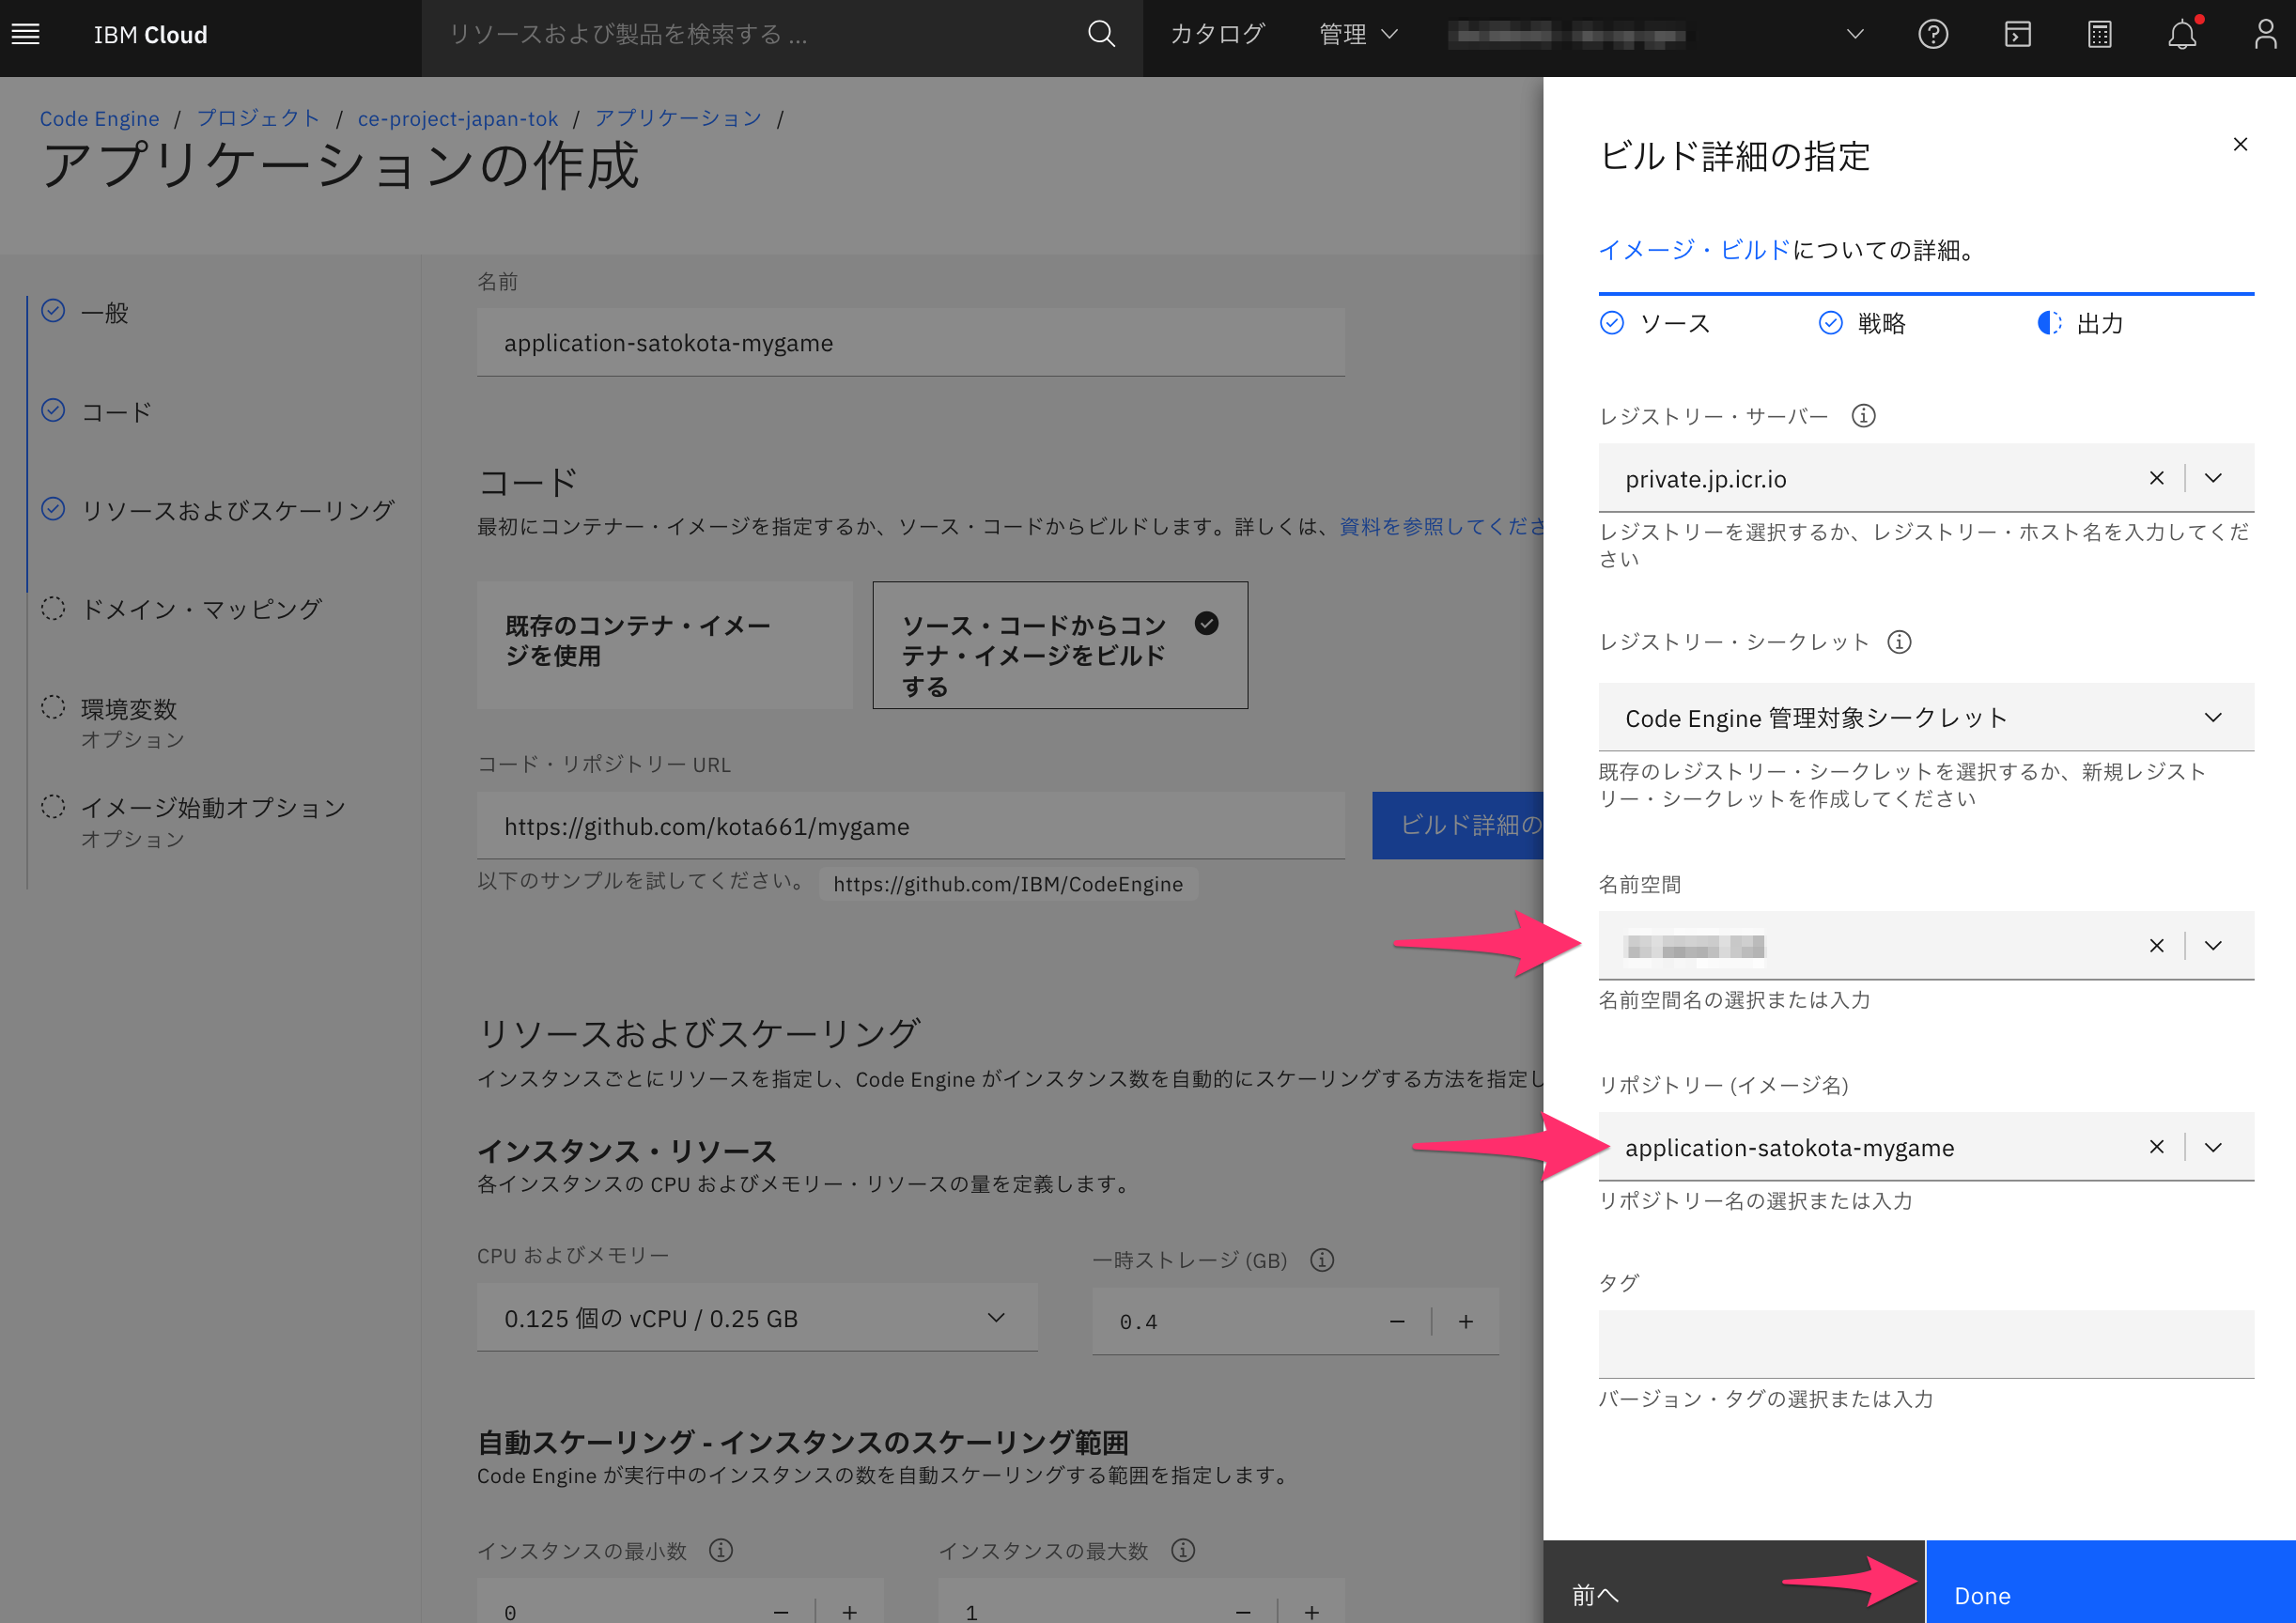 IBM Cloud
リソースおよび製品を検索する ...
カタログ
管理
Code Engine / プロジェクト / ce-project-japan-tok / アプリケーション /
アプリケーションの作成
一般
コード
リソースおよびスケーリング
ドメイン・マッピング
環境変数
オプション
イメージ始動オプション
オプション
名前
application-satokota-mygame
コード
最初にコンテナー・イメージを指定するか、ソース・コードからビルドします。詳しくは、資料を参照してくださ
既存のコンテナ・イメー
ジを使用
ソース・コードからコン
テナ・イメージをビルド
する
コード・リポジトリー URL
https://github.com/kota661/mygame
ビルド詳細の
以下のサンプルを試してください。 https://github.com/IBM/CodeEngine
リソースおよびスケーリング
インスタンスごとにリソースを指定し、Code Engine がインスタンス数を自動的にスケーリングする方法を指定し
インスタンス・リソース
各インスタンスの CPU およびメモリー・リソースの量を定義します。
CPU およびメモリー
0.125 個の vCPU / 0.25 GB
一時ストレージ (GB)
0.4
自動スケーリング - インスタンスのスケーリング範囲
Code Engine が実行中のインスタンスの数を自動スケーリングする範囲を指定します。
インスタンスの最小数
0
インスタンスの最大数
1
ビルド詳細の指定
イメージ・ビルドについての詳細。
ソース
戦略
出力
レジストリー・サーバー
private.jp.icr.io
レジストリーを選択するか、レジストリー・ホスト名を入力してくだ
さい
レジストリー・シークレット
Code Engine 管理対象シークレット
既存のレジストリー・シークレットを選択するか、新規レジスト
リー・シークレットを作成してください
名前空間
名前空間名の選択または入力
リポジトリー (イメージ名)
application-satokota-mygame
リポジトリー名の選択または入力
タグ
バージョン・タグの選択または入力
前へ
Done